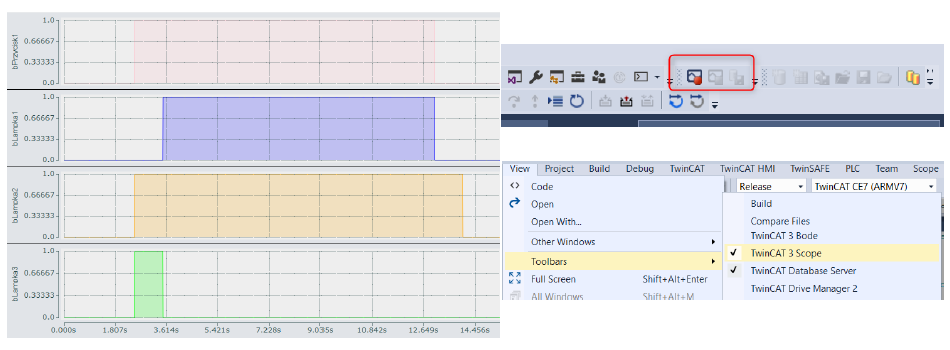 bPrzycisk1
1.0
0.66667
0.33333
0.0
bLampka1
1.0
0.66667
0.33333
0.0
bLampka2
1.0
0.66667
0.33333
0.0
bLampka3
1.0
0.66667
0.33333
0.000s 1.807s 3.614s 5.421s 7.228s 9.035s 10.842s 12.649s 14.456s
View Project Build Debug TwinCAT TwinCAT HMI TwinSAFE PLC Team Scope
Release TwinCAT CE7 (ARMV7)
Code
Open
Open With...
Other Windows
Toolbars
Full Screen Shift+Alt+Enter
All Windows Shift+Alt+M
Build
Compare Files
TwinCAT 3 Bode
TwinCAT 3 Scope
TwinCAT Database Server
TwinCAT Drive Manager 2